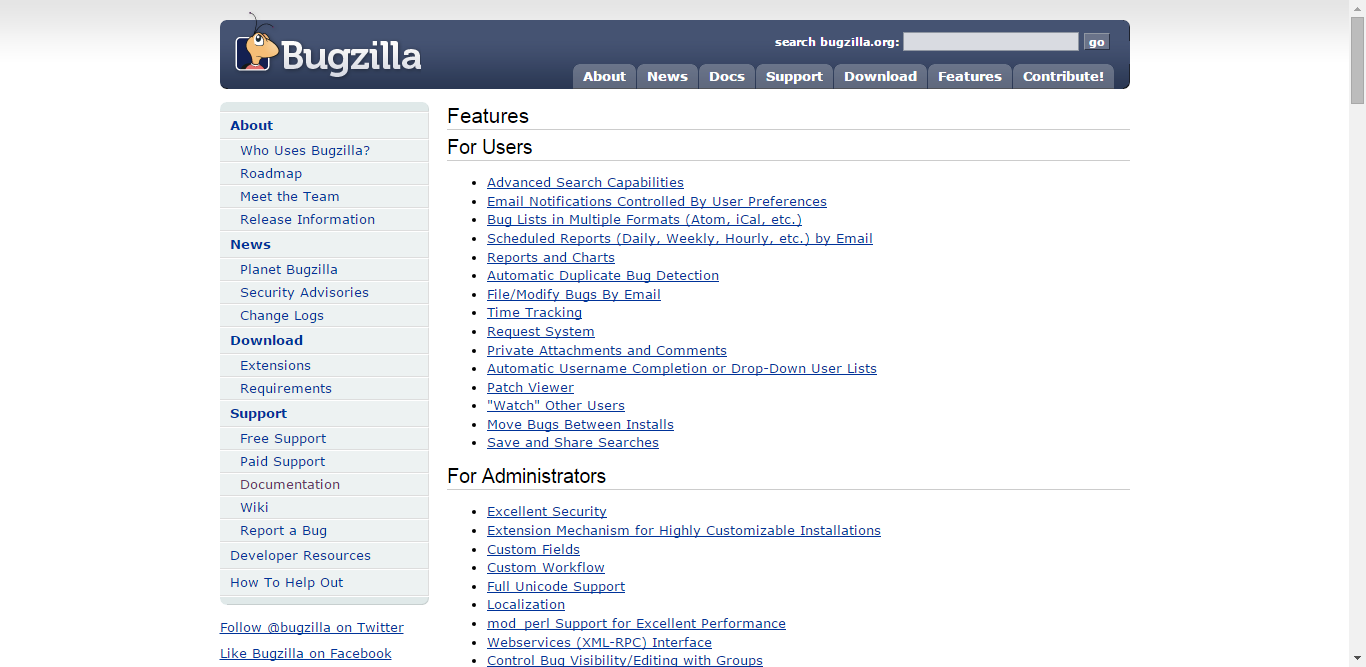 Bugzilla
search bugzilla.org:
go
About
News
Docs
Support
Download
Features
Contribute!
About
Who Uses Bugzilla?
Roadmap
Meet the Team
Release Information
News
Planet Bugzilla
Security Advisories
Change Logs
Download
Extensions
Requirements
Support
Free Support
Paid Support
Documentation
Wiki
Report a Bug
Developer Resources
How To Help Out
Follow @bugzilla on Twitter
Like Bugzilla on Facebook
Features
For Users
Advanced Search Capabilities
Email Notifications Controlled By User Preferences
Bug Lists in Multiple Formats (Atom, iCal, etc.)
Scheduled Reports (Daily, Weekly, Hourly, etc.) by Email
Reports and Charts
Automatic Duplicate Bug Detection
File/Modify Bugs By Email
Time Tracking
Request System
Private Attachments and Comments
Automatic Username Completion or Drop-Down User Lists
Patch Viewer
"Watch" Other Users
Move Bugs Between Installs
Save and Share Searches
For Administrators
Excellent Security
Extension Mechanism for Highly Customizable Installations
Custom Fields
Custom Workflow
Full Unicode Support
Localization
mod_perl Support for Excellent Performance
Webservices (XML-RPC) Interface
Control Bug Visibility/Editing with Groups